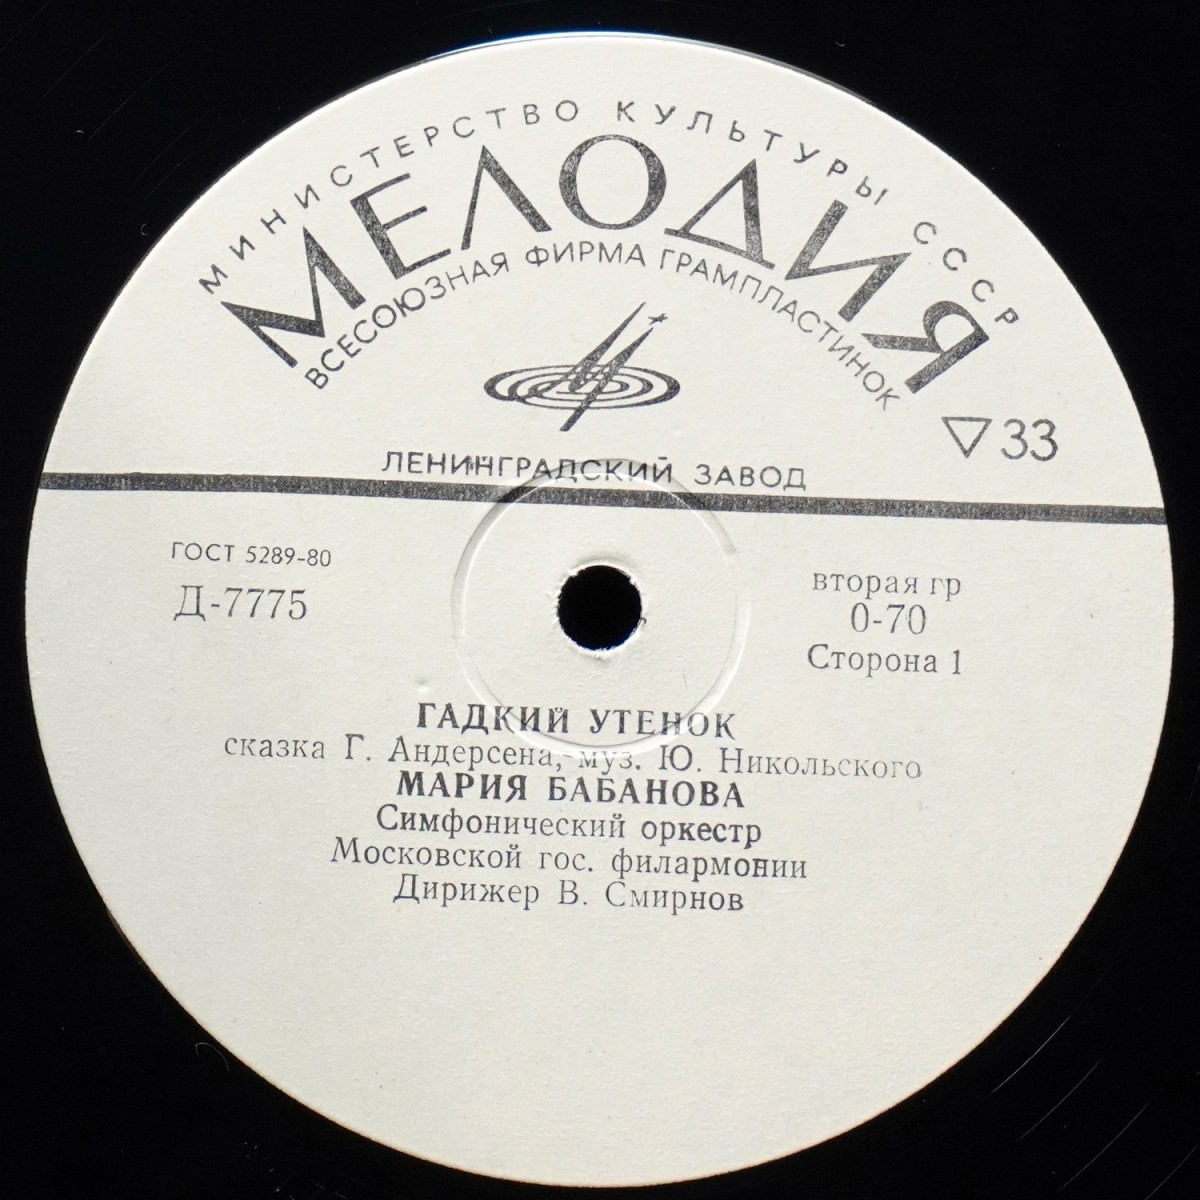 МИНИСТЕРСТВО КУЛЬТУРЫ СССР
МЕЛОДИЯ
ВСЕСОЮЗНАЯ ФИРМА ГРАМПЛАСТИНОК
▽33
ЛЕНИНГРАДСКИЙ ЗАВОД
ГОСТ 5289-80
Д-7775
вторая гр
0-70
Сторона 1
ГАДКИЙ УТЕНОК
сказка Г. Андерсена, муз. Ю. Никольского
МАРИЯ БАБАНОВА
Симфонический оркестр
Московской гос. филармонии
Дирижер В. Смирнов